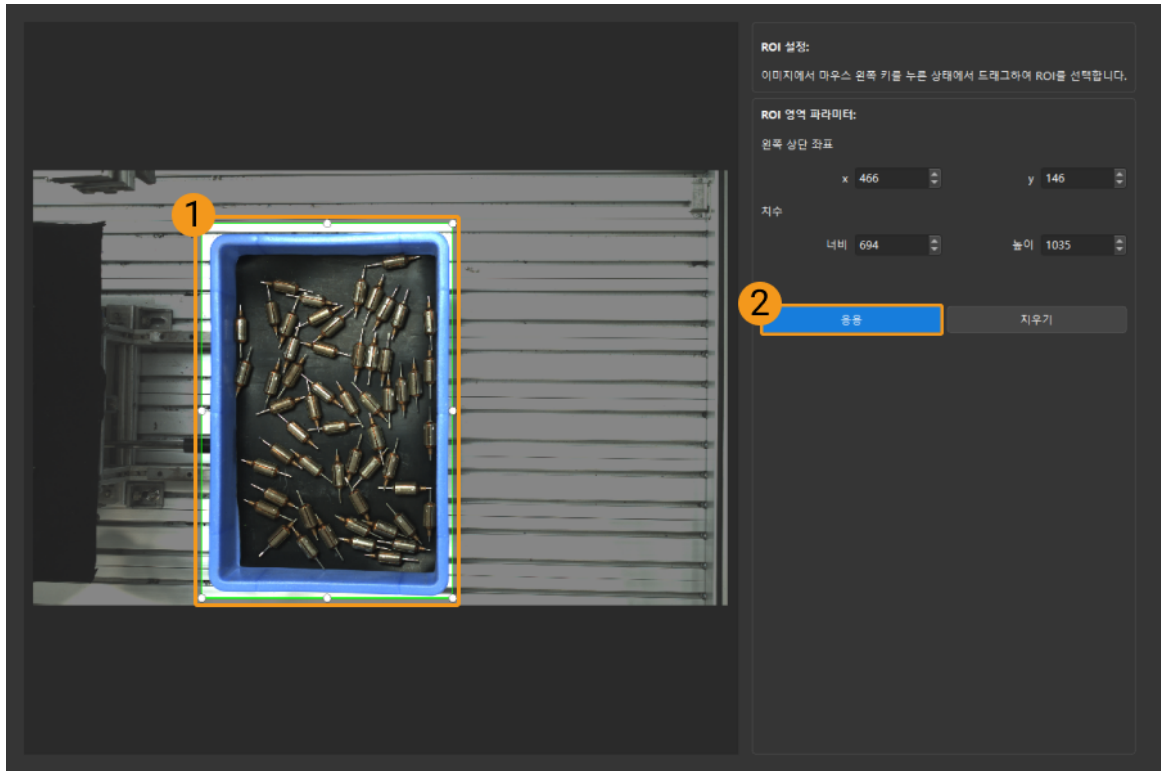 ROI 설정:
이미지에서 마우스 왼쪽 키를 누른 상태에서 드래그하여 ROI를 선택합니다.
ROI 영역 파라미터:
왼쪽 상단 좌표
x 466 y 146
치수
너비 694 높이 1035
응용 지우기
1
2